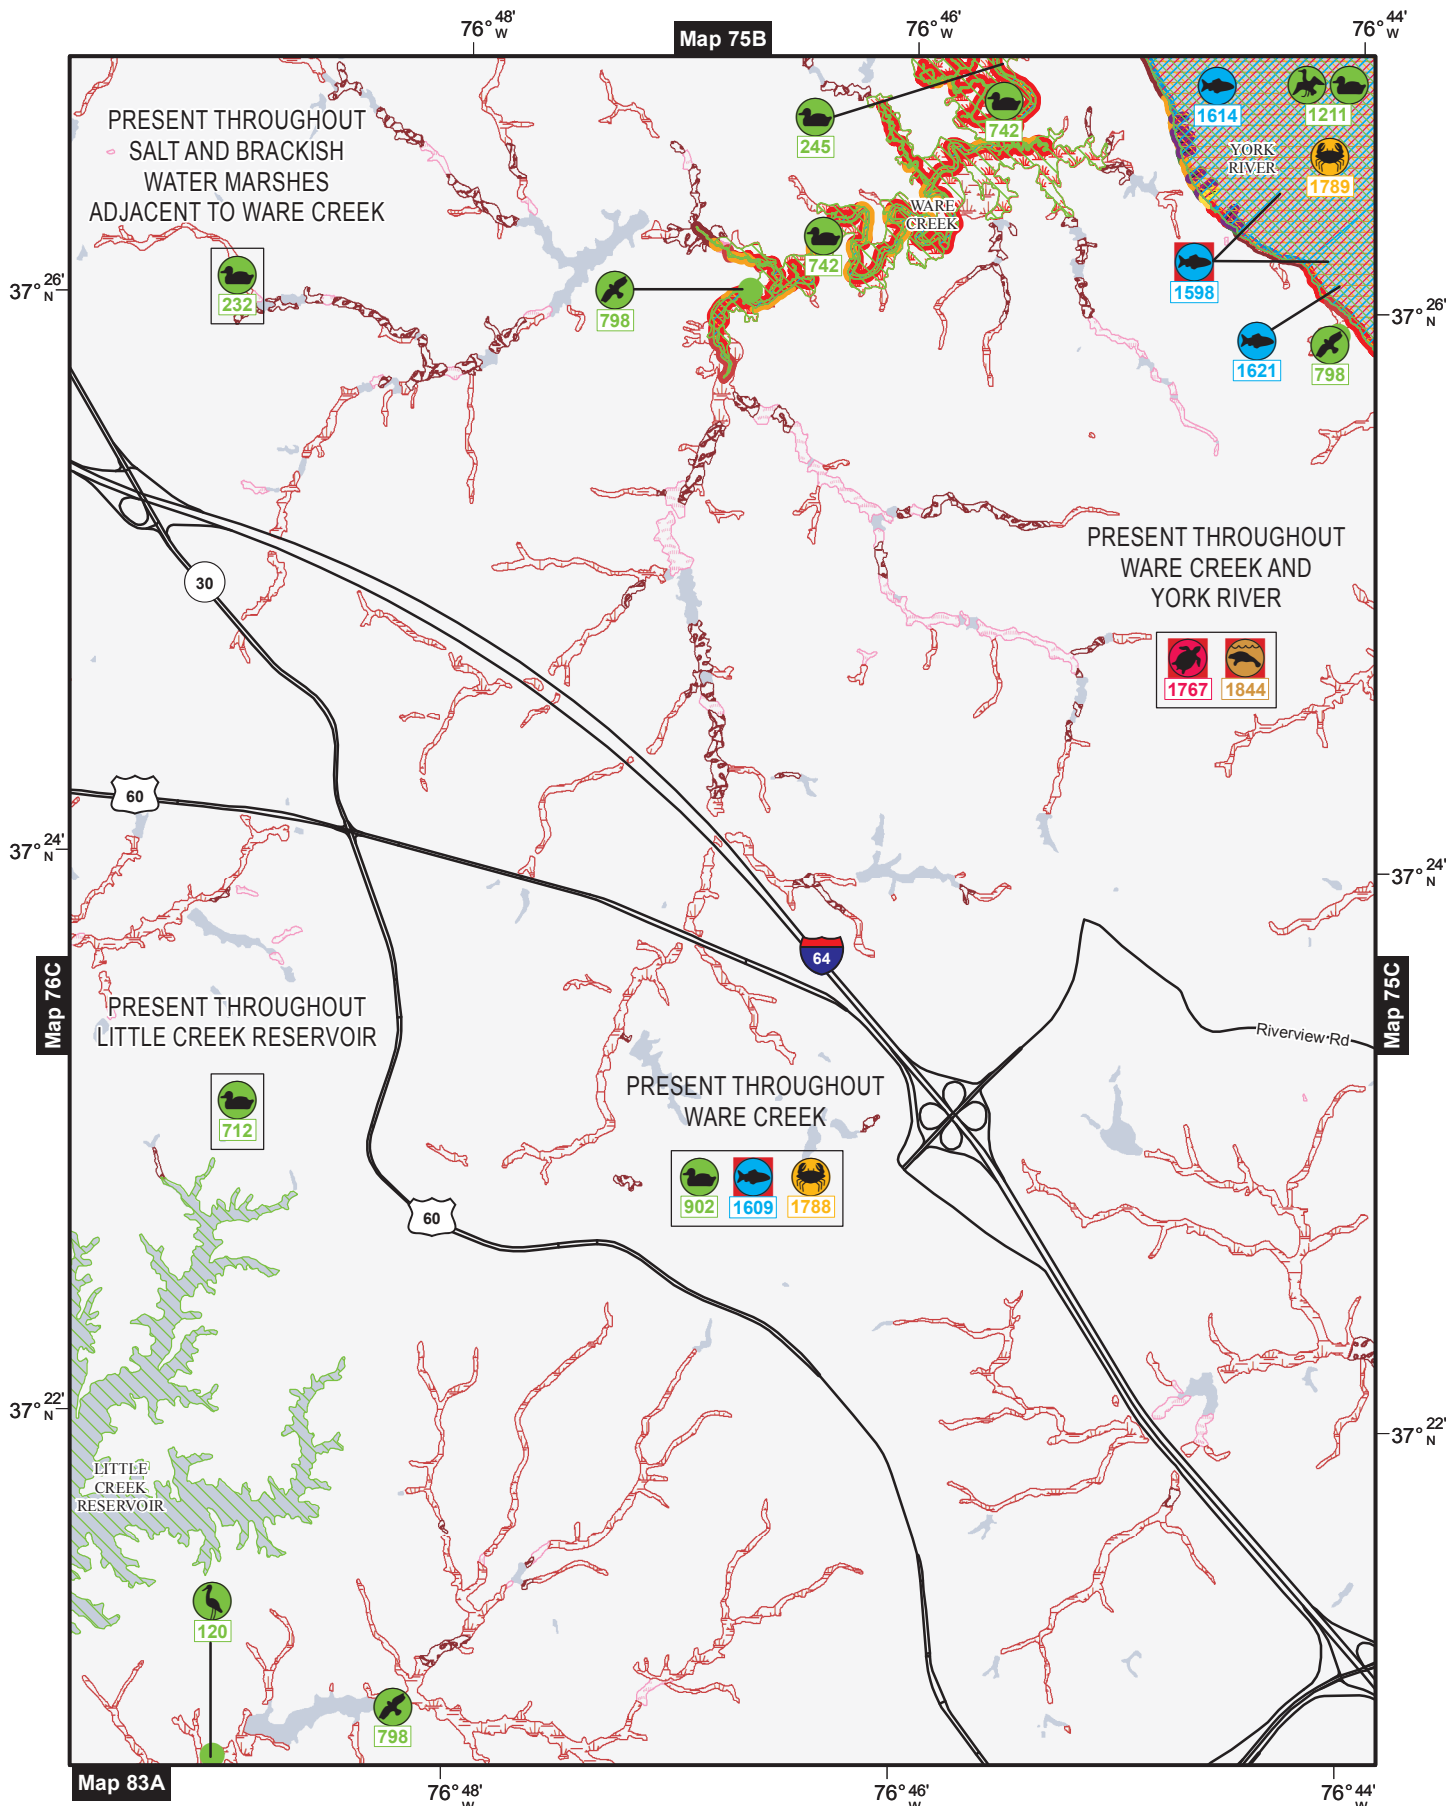 76° 48' W
Map 75B
76° 46' W
76° 44' W
PRESENT THROUGHOUT
SALT AND BRACKISH
WATER MARSHES
ADJACENT TO WARE CREEK
232
245
742
1614
1211
YORK
RIVER
1789
WARE
CREEK
742
1598
37° 26' N
798
37° 26' N
1621
798
30
PRESENT THROUGHOUT
WARE CREEK AND
YORK RIVER
1767
1844
60
37° 24' N
37° 24' N
64
Map 76C
Map 75C
PRESENT THROUGHOUT
LITTLE CREEK RESERVOIR
712
Riverview Rd
PRESENT THROUGHOUT
WARE CREEK
902
1609
1788
60
37° 22' N
37° 22' N
LITTLE
CREEK
RESERVOIR
120
798
Map 83A
76° 48' W
76° 46' W
76° 44' W